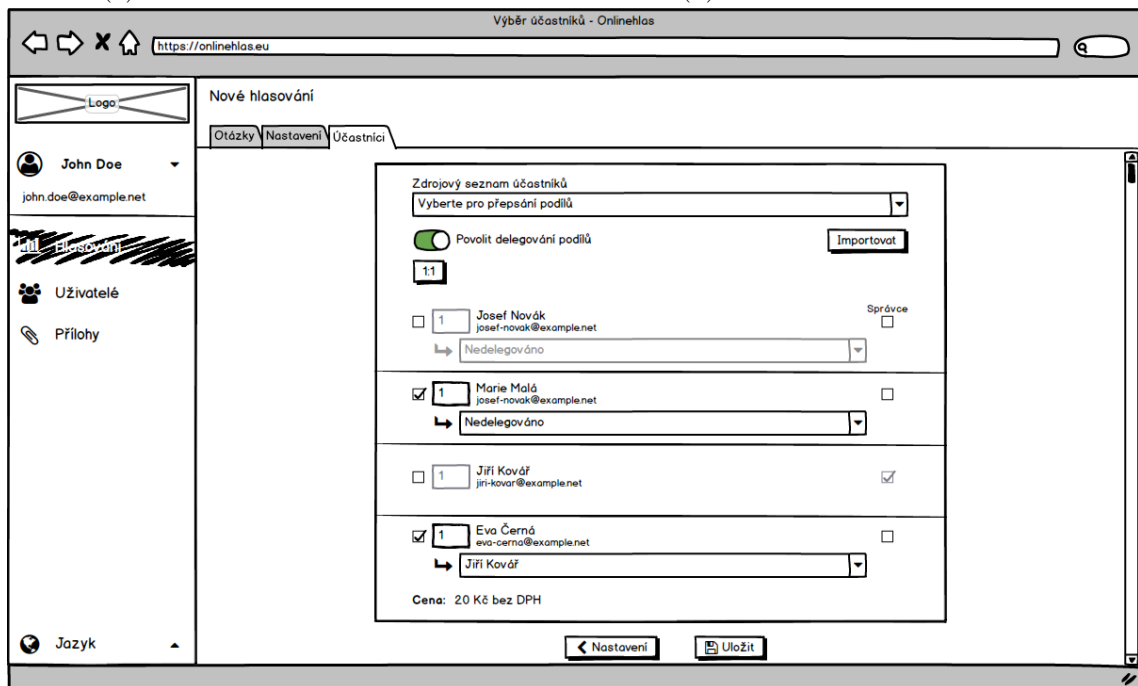 Výběr účastníků - Onlinehlas
https://onlinehlas.eu
Logo
Nové hlasování
Otázky Nastavení Účastníci
John Doe
john.doe@example.net
Hlasování
Uživatelé
Přílohy
Jazyk
Zdrojový seznam účastníků
Vyberte pro přepsání podílů
Povolit delegování podílů
Importovat
1:1
Správce
1 Josef Novák
josef-novak@example.net
Nedelegováno
1 Marie Malá
josef-novak@example.net
Nedelegováno
1 Jiří Kovář
jiri-kovar@example.net
1 Eva Černá
eva-cerna@example.net
Jiří Kovář
Cena: 20 Kč bez DPH
Nastavení Uložit